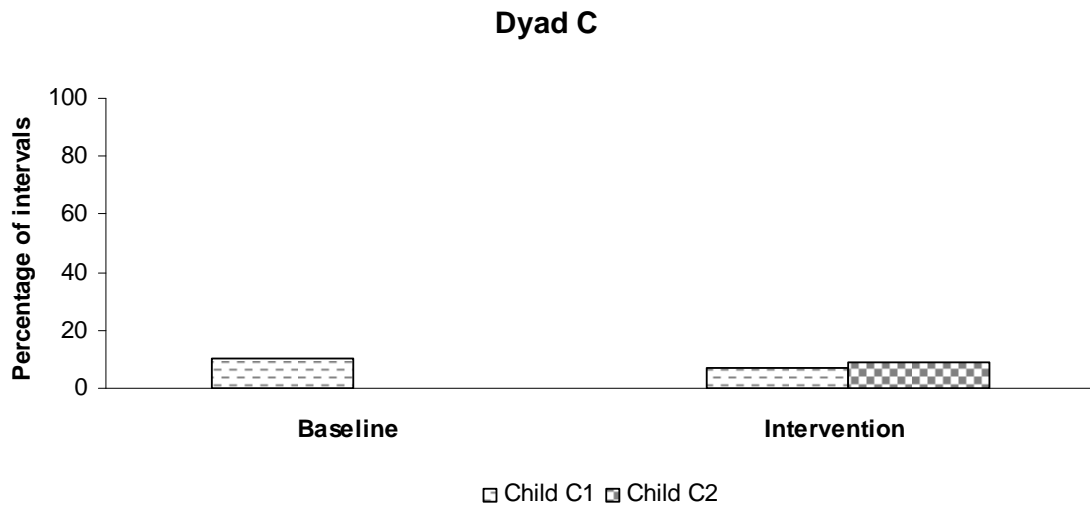 Dyad C
Percentage of intervals
100
80
60
40
20
0
Baseline Intervention
Child C1 Child C2